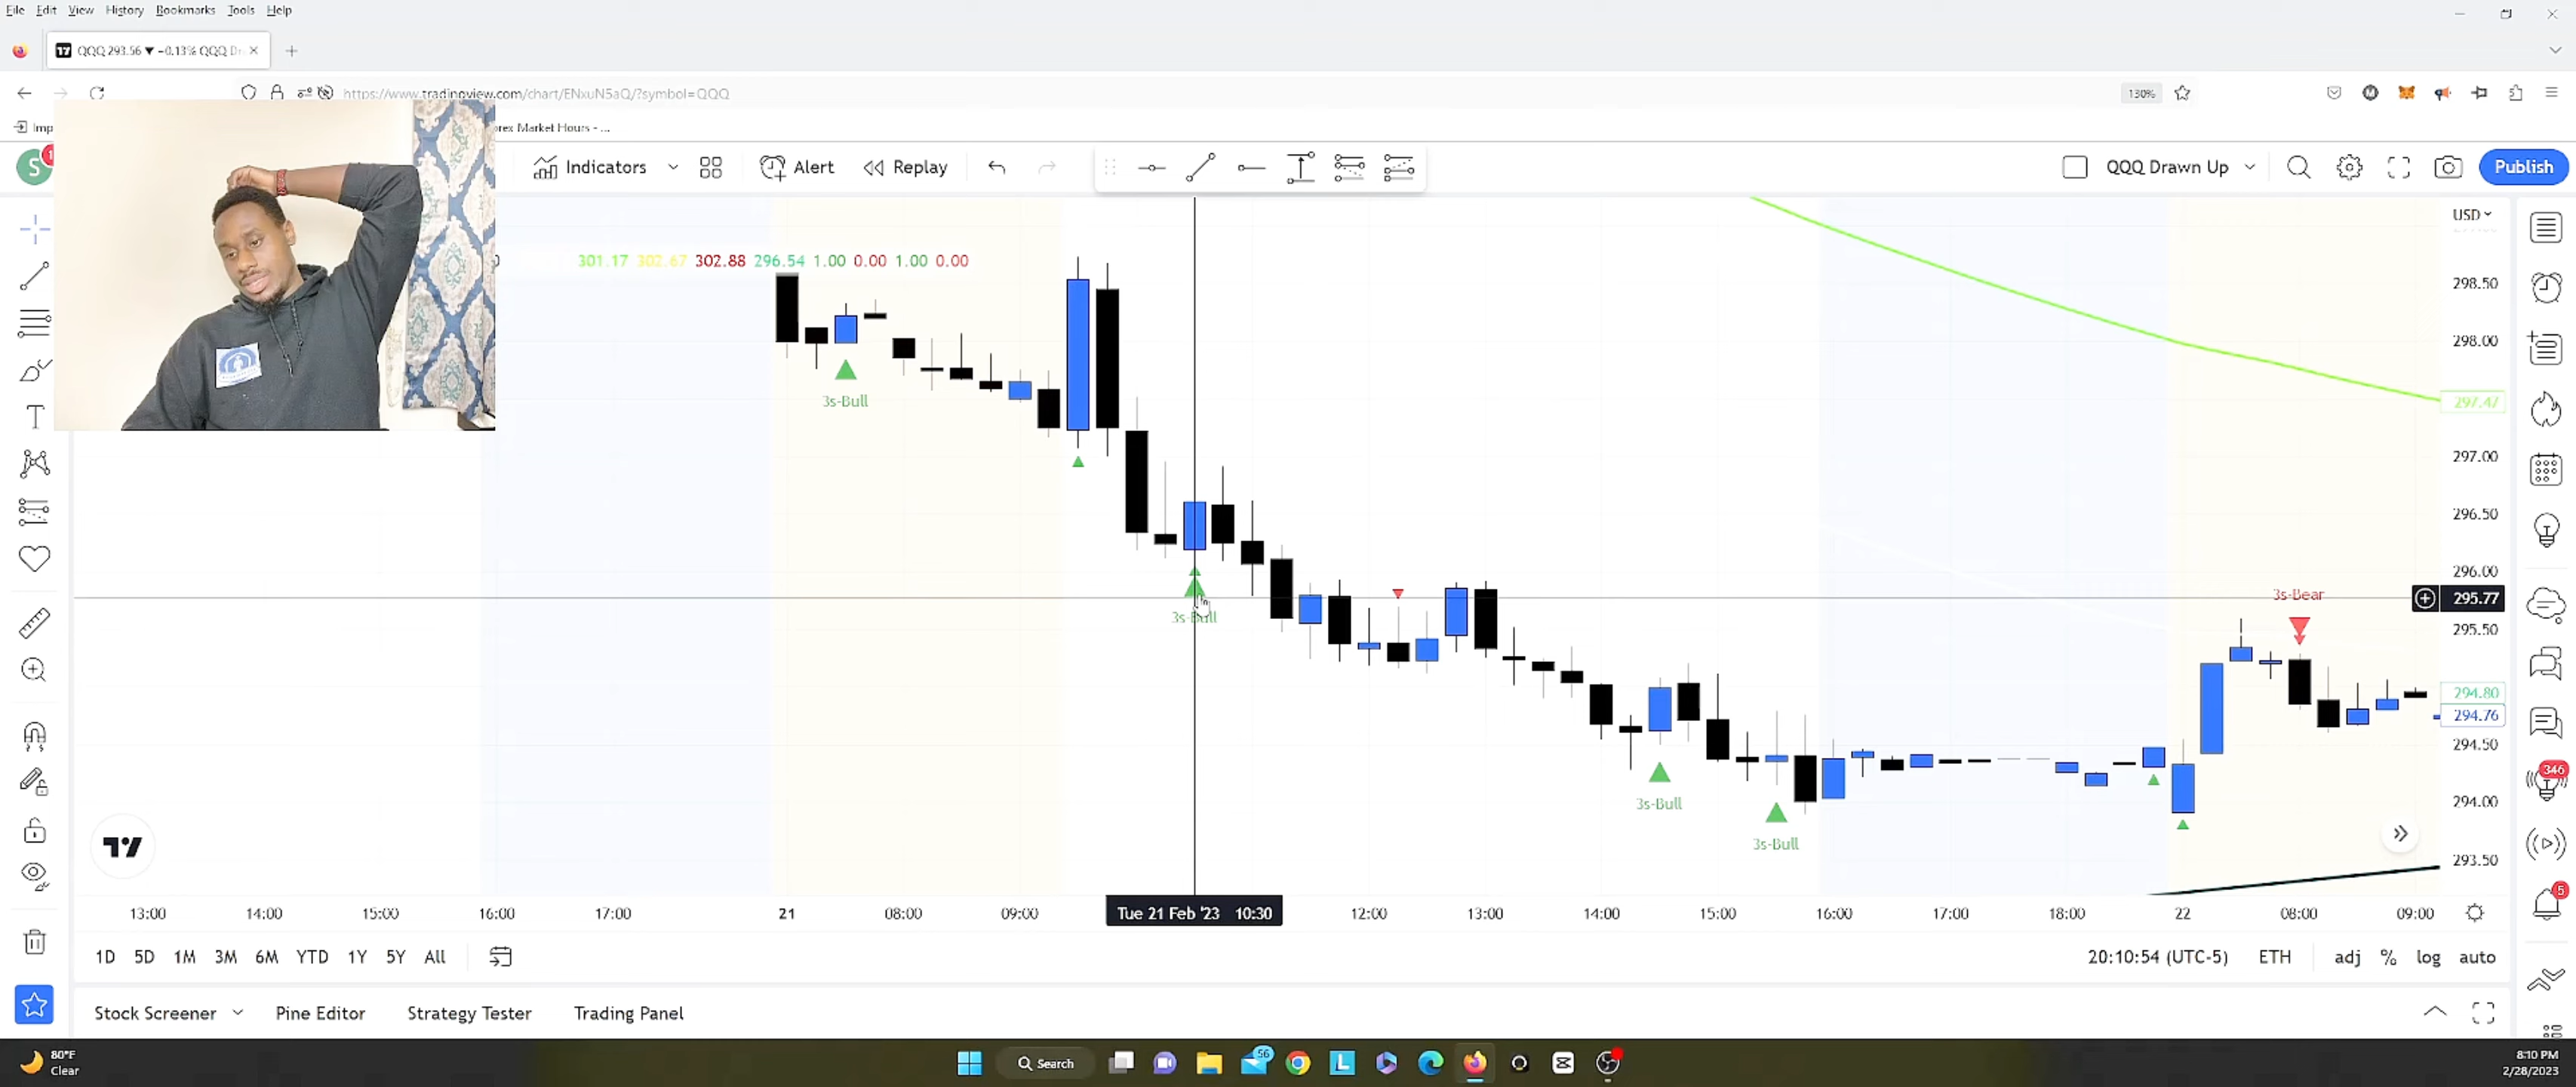 File Edit View History Bookmarks Tools Help
QQQ 293.56 ▼ −0.13% QQQ Dr
https://www.tradingview.com/chart/ENxuN5aQ/?symbol=QQQ
130%
Imp
orex Market Hours - ...
S
1
Indicators
Alert
Replay
QQQ Drawn Up
Publish
USD
0
301.17 302.67 302.88 296.54 1.00 0.00 1.00 0.00
298.50
298.00
3s-Bull
297.47
297.00
296.50
296.00
3s-Bear
295.77
3s-Bull
295.50
294.80
294.76
294.50
346
3s-Bull
294.00
3s-Bull
293.50
5
13:00 14:00 15:00 16:00 17:00 21 08:00 09:00 Tue 21 Feb '23 10:30 12:00 13:00 14:00 15:00 16:00 17:00 18:00 22 08:00 09:00
1D 5D 1M 3M 6M YTD 1Y 5Y All
20:10:54 (UTC-5) ETH adj % log auto
Stock Screener Pine Editor Strategy Tester Trading Panel
80°F
Clear
Search
56
L
8:10 PM
2/28/2023